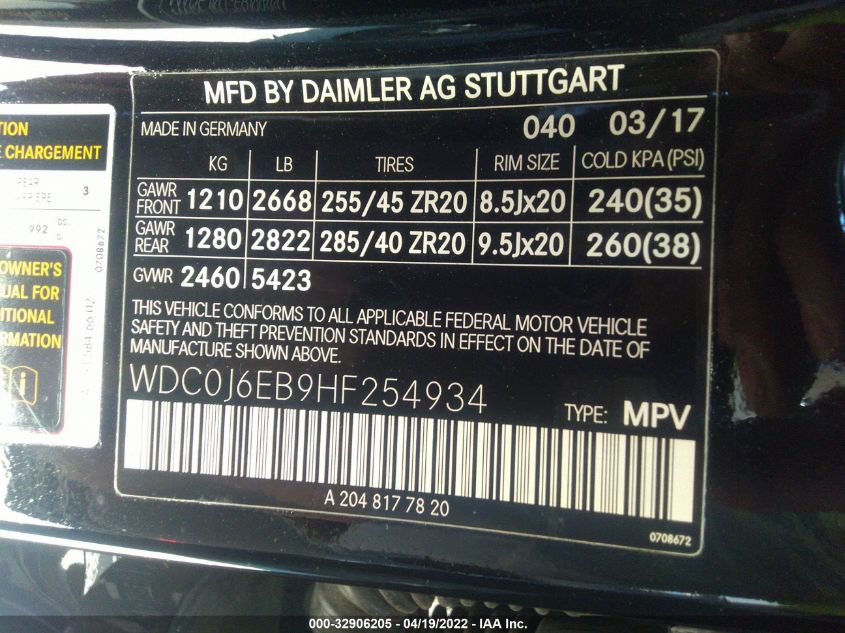 MFD BY DAIMLER AG STUTTGART
MADE IN GERMANY 040 03/17
KG LB TIRES RIM SIZE COLD KPA (PSI)
GAWR FRONT 1210 2668 255/45 ZR20 8.5Jx20 240(35)
GAWR REAR 1280 2822 285/40 ZR20 9.5Jx20 260(38)
GVWR 2460 5423
THIS VEHICLE CONFORMS TO ALL APPLICABLE FEDERAL MOTOR VEHICLE
SAFETY AND THEFT PREVENTION STANDARDS IN EFFECT ON THE DATE OF
MANUFACTURE SHOWN ABOVE.
WDC0J6EB9HF254934
TYPE: MPV
A 204 817 78 20
0708672
TION
E CHARGEMENT
REAR 3
992
0708672
OWNER'S
UAL FOR
ITIONAL
RMATION
000-32906205 - 04/19/2022 - IAA Inc.